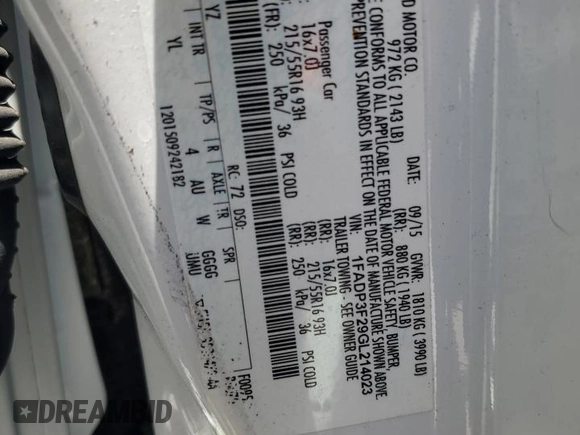 D MOTOR CO.
DATE: 09/15 GVWR: 1810 KG ( 3990 LB)
972 KG ( 2143 LB) (RR): 880 KG ( 1940 LB)
E CONFORMS TO ALL APPLICABLE FEDERAL MOTOR VEHICLE SAFETY, BUMPER,
PREVENTION STANDARDS IN EFFECT ON THE DATE OF MANUFACTURE SHOWN ABOVE
VIN: 1FADP3F29GL214023
Passenger Car TRAILER TOWING - SEE OWNER GUIDE
16x7.0J (RR): 16x7.0J
215/55R16 93H (RR): 215/55R16 93H
(FR): 250 kPa/ 36 PSI COLD (RR): 250 kPa/ 36 PSI COLD
F0095
YZ RC: 72 DSO:
INT TR TP/PS R AXLE TR SPR
YL 4 AU W GGGG
1201509242182 UMU
DREAMBID